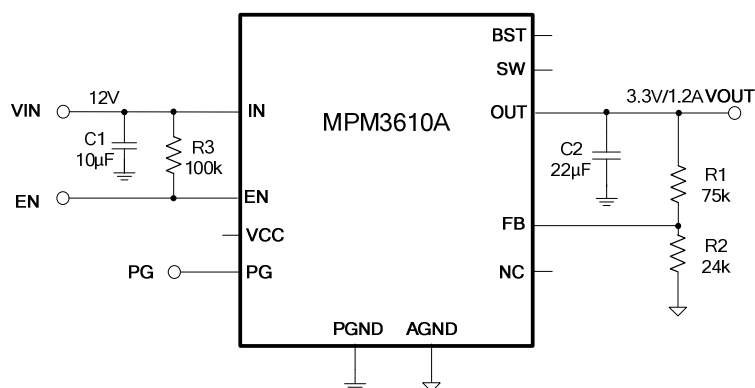 BST
SW
VIN
12V
IN
MPM3610A
OUT
3.3V/1.2A VOUT
C1
10µF
R3
100k
C2
22µF
R1
75k
EN
EN
FB
VCC
R2
24k
PG
PG
NC
PGND
AGND